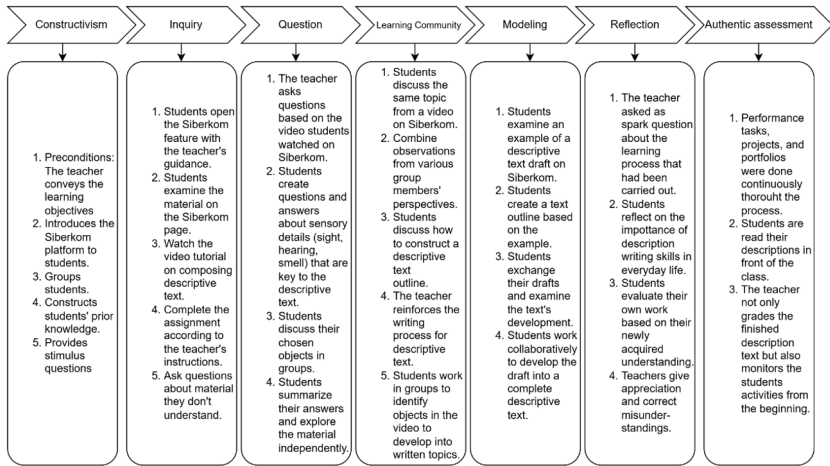 Constructivism
Inquiry
Question
Learning Community
Modeling
Reflection
Authentic assessment
1. Preconditions:
The teacher
conveys the
learning
objectives
2. Introduces the
Siberkom
platform to
students.
3. Groups
students.
4. Constructs
students' prior
knowledge.
5. Provides
stimulus
questions
1. Students open
the Siberkom
feature with
the teacher's
guidance.
2. Students
examine the
material on
the Siberkom
page.
3. Watch the
video tutorial
on composing
descriptive
text.
4. Complete the
assignment
according to
the teacher's
instructions.
5. Ask questions
about material
they don't
understand.
1. The teacher
asks
questions
based on the
video students
watched on
Siberkom.
2. Students
create
questions and
answers
about sensory
details (sight,
hearing,
smell) that are
key to the
descriptive
text.
3. Students
discuss their
chosen
objects in
groups.
4. Students
summarize
their answers
and explore
the material
independently.
1. Students
discuss the
same topic
from a video
on Siberkom.
2. Combine
observations
from various
group
members'
perspectives.
3. Students
discuss how
to construct a
descriptive
text
outline.
4. The teacher
reinforces the
writing
process for
descriptive
text.
5. Students work
in groups to
identify
objects in the
video to
develop into
written topics.
1. Students
examine an
example of a
descriptive
text draft on
Siberkom.
2. Students
create a text
outline based
on the
example.
3. Students
exchange
their drafts
and examine
the text's
development.
4. Students work
collaboratively
to develop the
draft into a
complete
descriptive
text.
1. The teacher
asked as
spark question
about the
learning
process that
had been
carried out.
2. Students
reflect on the
impottance of
description
writing skills in
everyday life.
3. Students
evaluate their
own work
based on their
newly
acquired
understanding.
4. Teachers give
appreciation
and correct
misunder-
standings.
1. Performance
tasks,
projects, and
portfolios
were done
continuously
thorouht the
process.
2. Students are
read their
descriptions in
front of the
class.
3. The teacher
not only
grades the
finished
description
text but also
monitors the
students
activities from
the beginning.